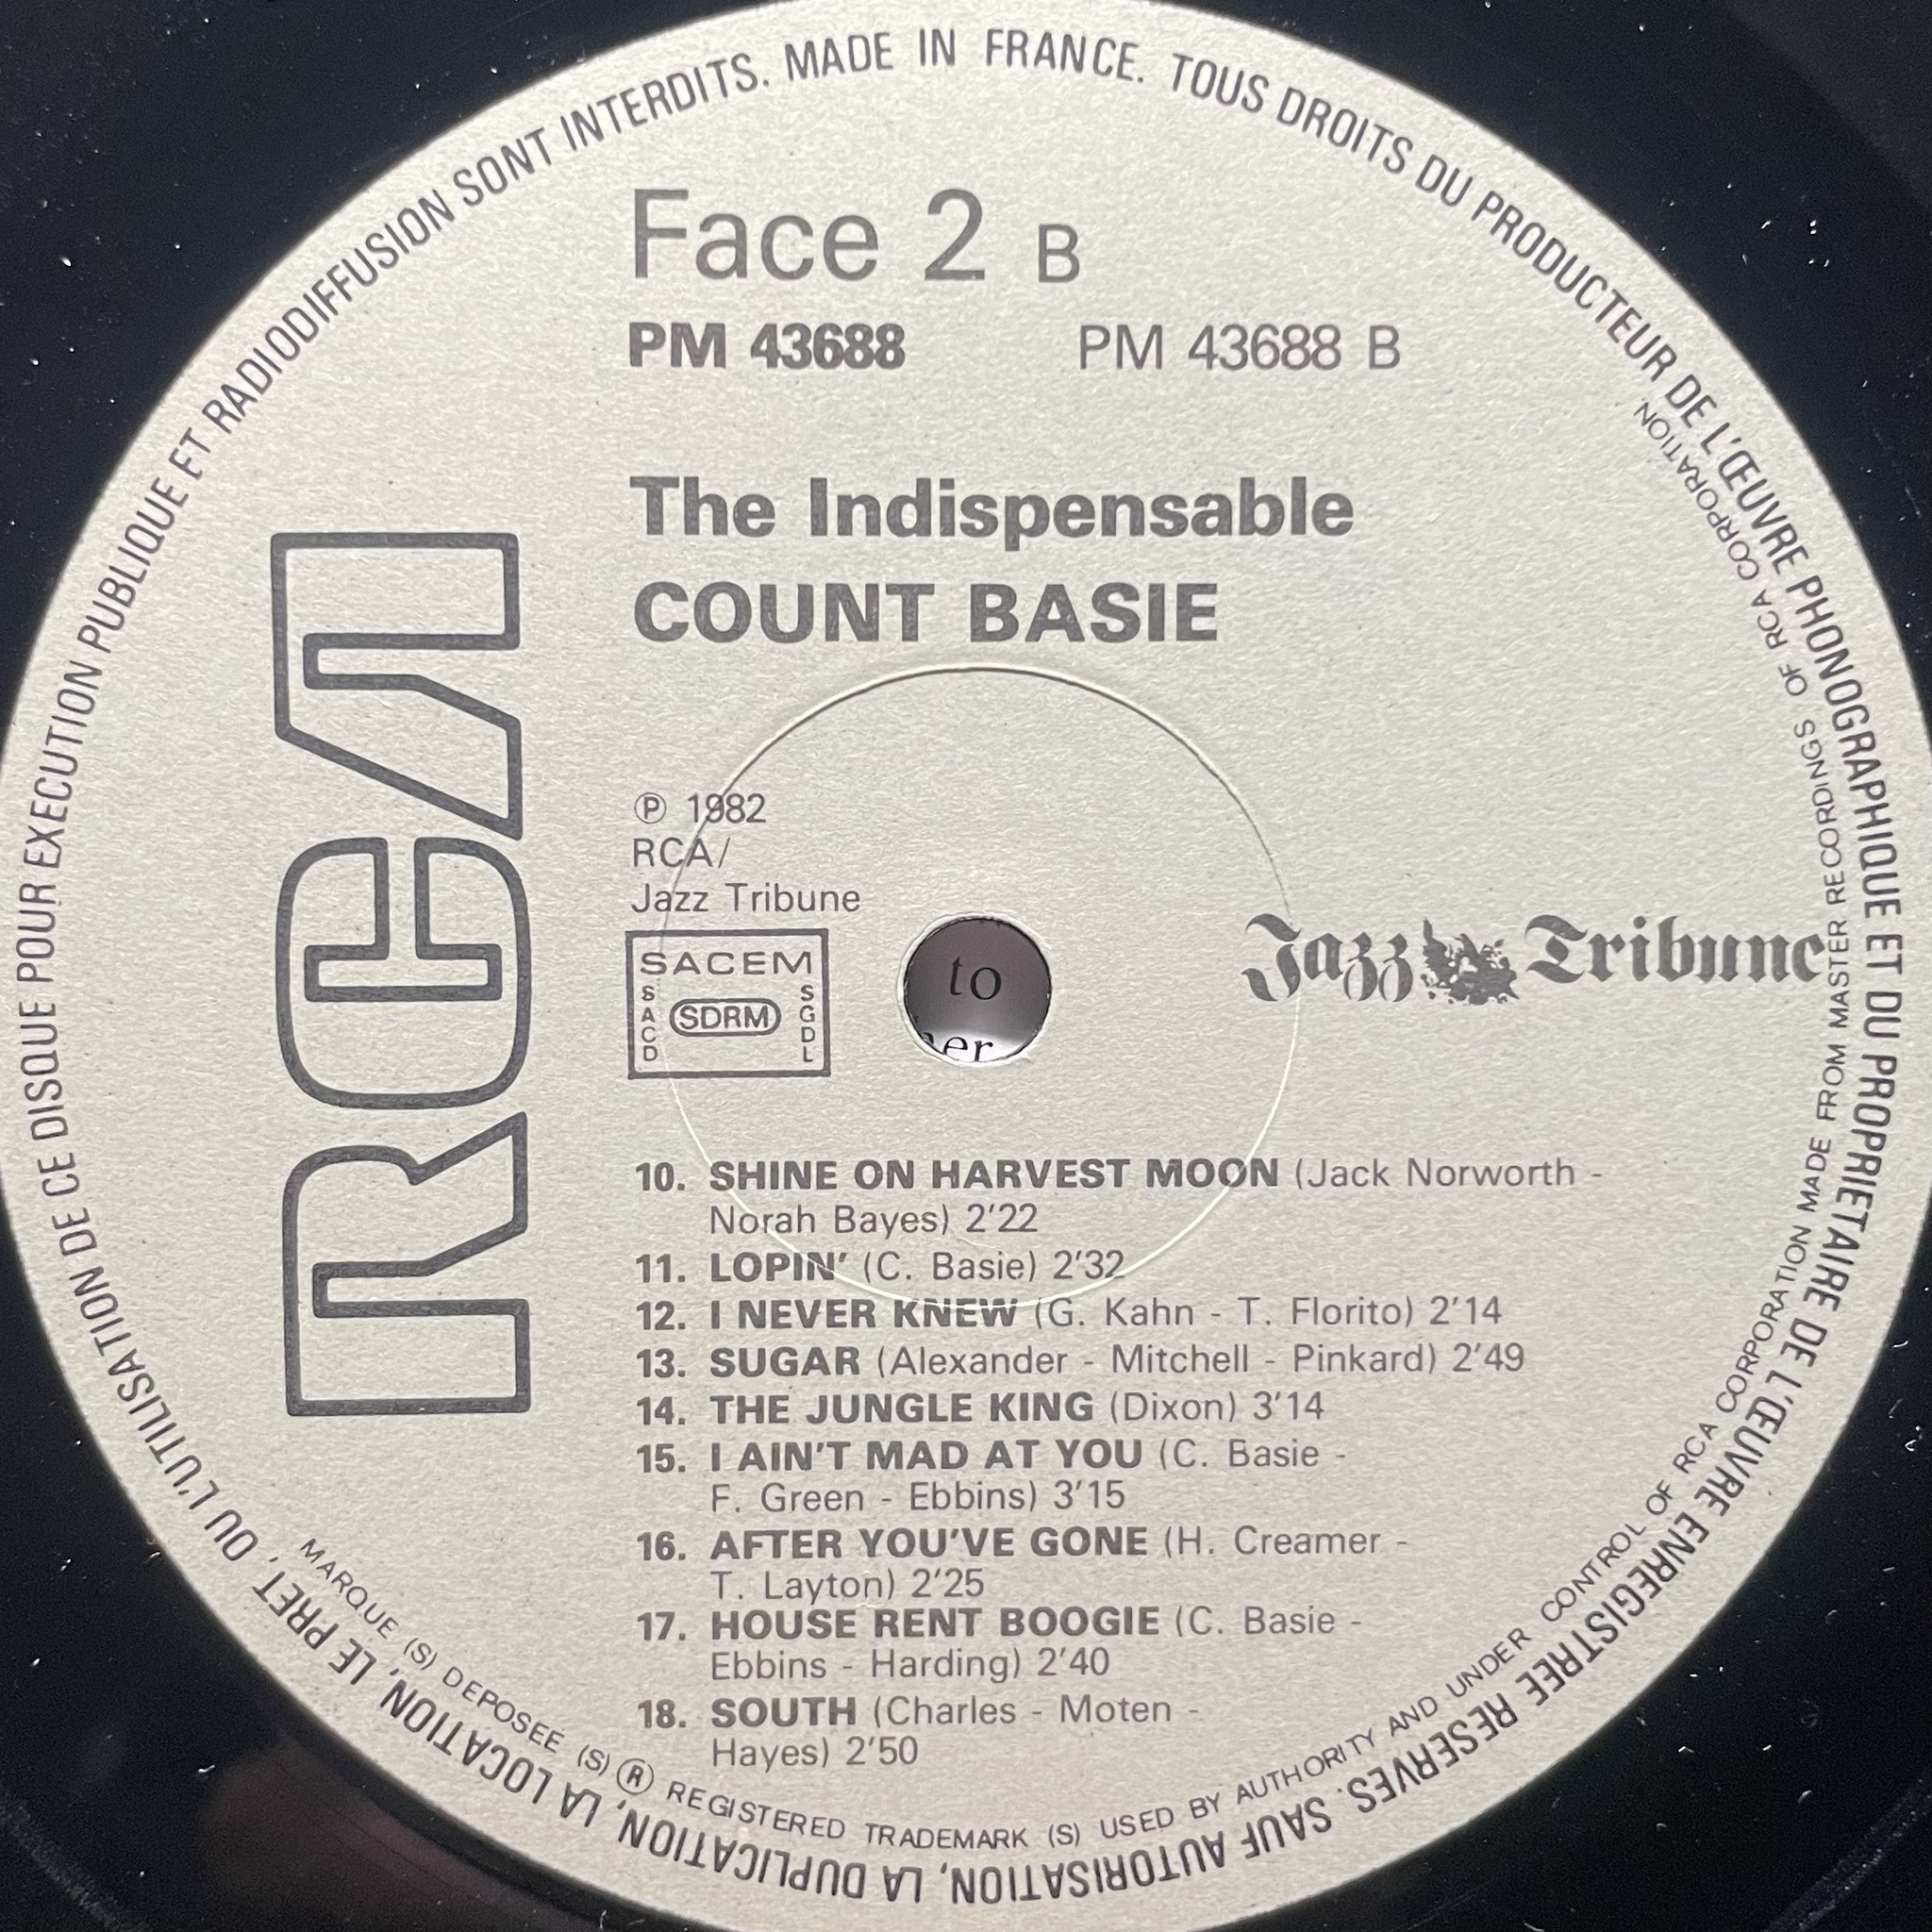 MADE IN FRANCE. TOUS DROITS DU PRODUCTEUR DE L'ŒUVRE PHONOGRAPHIQUE ET DU PROPRIETAIRE DE L'ŒUVRE ENREGISTREE RESERVES. SAUF AUTORISATION, LA DUPLICATION, LA LOCATION, LE PRET, OU L'UTILISATION DE CE DISQUE POUR EXECUTION PUBLIQUE ET RADIODIFFUSION SONT INTERDITS.
Face 2 B
PM 43688 PM 43688 B
The Indispensable
COUNT BASIE
RCA
℗ 1982
RCA/
Jazz Tribune
SACEM
SACD
SDRM
SGDL
to
er
Jazz Tribune
10. SHINE ON HARVEST MOON (Jack Norworth -
Norah Bayes) 2'22
11. LOPIN' (C. Basie) 2'32
12. I NEVER KNEW (G. Kahn - T. Florito) 2'14
13. SUGAR (Alexander - Mitchell - Pinkard) 2'49
14. THE JUNGLE KING (Dixon) 3'14
15. I AIN'T MAD AT YOU (C. Basie -
F. Green - Ebbins) 3'15
16. AFTER YOU'VE GONE (H. Creamer -
T. Layton) 2'25
17. HOUSE RENT BOOGIE (C. Basie -
Ebbins - Harding) 2'40
18. SOUTH (Charles - Moten -
Hayes) 2'50
MARQUE (S) DEPOSEE (S) ® REGISTERED TRADEMARK (S) USED BY AUTHORITY AND UNDER CONTROL OF RCA CORPORATION MADE FROM MASTER RECORDINGS OF RCA CORPORATION